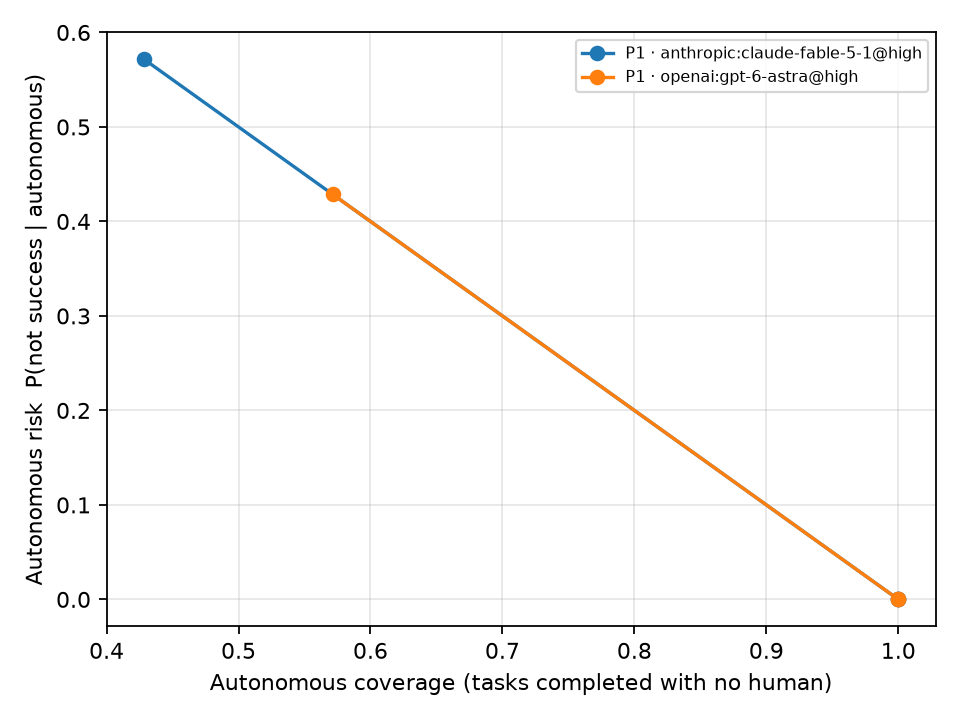 P1 · anthropic:claude-fable-5-1@high
P1 · openai:gpt-6-astra@high
0.6
0.5
0.4
0.3
0.2
0.1
0.0
Autonomous risk  P(not success | autonomous)
0.4 0.5 0.6 0.7 0.8 0.9 1.0
Autonomous coverage (tasks completed with no human)